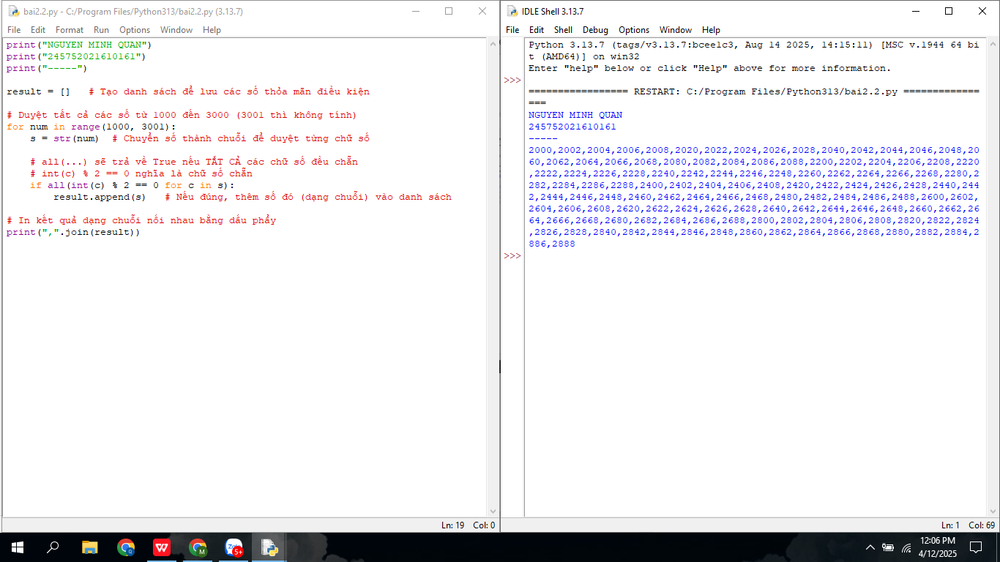 bai2.2.py - C:/Program Files/Python313/bai2.2.py (3.13.7)
File Edit Format Run Options Window Help
print("NGUYEN MINH QUAN")
print("245752021610161")
print("-----")
result = [] # Tạo danh sách để lưu các số thỏa mãn điều kiện
# Duyệt tất cả các số từ 1000 đến 3000 (3001 thì không tính)
for num in range(1000, 3001):
s = str(num) # Chuyển số thành chuỗi để duyệt từng chữ số
# all(...) sẽ trả về True nếu TẤT CẢ các chữ số đều chẵn
# int(c) % 2 == 0 nghĩa là chữ số chẵn
if all(int(c) % 2 == 0 for c in s):
result.append(s) # Nếu đúng, thêm số đó (dạng chuỗi) vào danh sách
# In kết quả dạng chuỗi nối nhau bằng dấu phẩy
print(",".join(result))
Ln: 19 Col: 0
IDLE Shell 3.13.7
File Edit Shell Debug Options Window Help
Python 3.13.7 (tags/v3.13.7:bcee1c3, Aug 14 2025, 14:15:11) [MSC v.1944 64 bi
t (AMD64)] on win32
Enter "help" below or click "Help" above for more information.
>>>
================= RESTART: C:/Program Files/Python313/bai2.2.py =============
===
NGUYEN MINH QUAN
245752021610161
-----
2000,2002,2004,2006,2008,2020,2022,2024,2026,2028,2040,2042,2044,2046,2048,2
060,2062,2064,2066,2068,2080,2082,2084,2086,2088,2200,2202,2204,2206,2208,2220
,2222,2224,2226,2228,2240,2242,2244,2246,2248,2260,2262,2264,2266,2268,2280,2
282,2284,2286,2288,2400,2402,2404,2406,2408,2420,2422,2424,2426,2428,2440,244
2,2444,2446,2448,2460,2462,2464,2466,2468,2480,2482,2484,2486,2488,2600,2602,
2604,2606,2608,2620,2622,2624,2626,2628,2640,2642,2644,2646,2648,2660,2662,26
64,2666,2668,2680,2682,2684,2686,2688,2800,2802,2804,2806,2808,2820,2822,2824
,2826,2828,2840,2842,2844,2846,2848,2860,2862,2864,2866,2868,2880,2882,2884,2
886,2888
>>>
Ln: 1 Col: 69
12:06 PM
4/12/2025